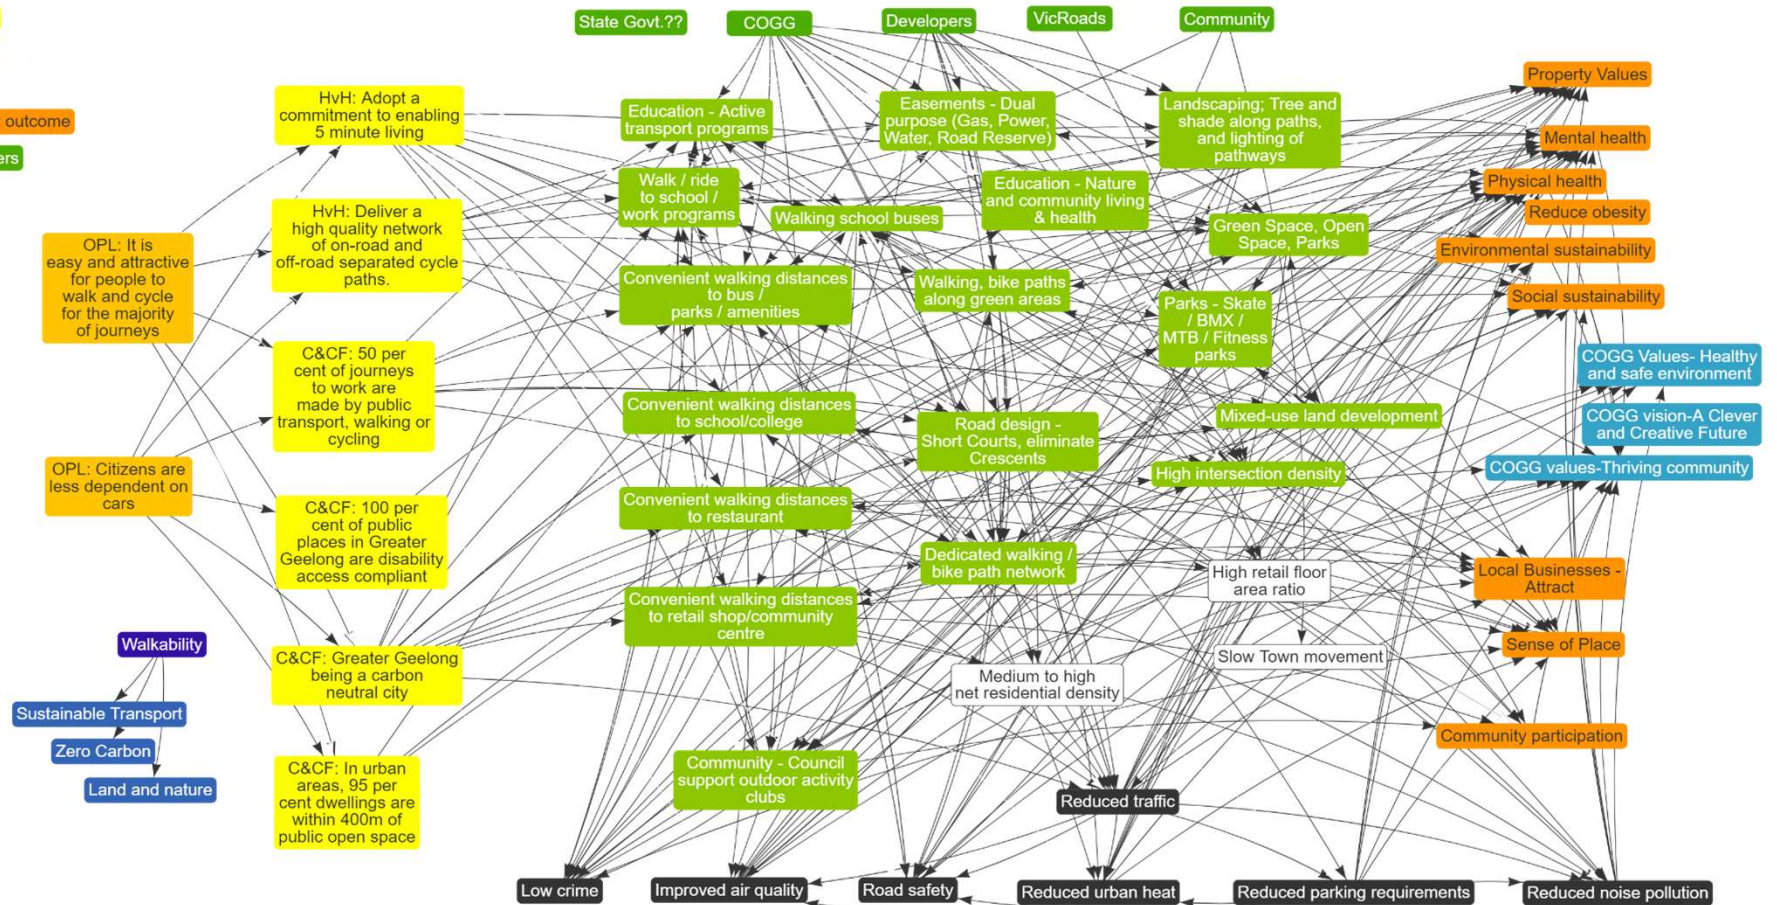 State Govt.??
COGG
Developers
VicRoads
Community
outcome
ers
HvH: Adopt a
commitment to enabling
5 minute living
HvH: Deliver a
high quality network
of on-road and
off-road separated cycle
paths.
OPL: It is
easy and attractive
for people to
walk and cycle
for the majority
of journeys
C&CF: 50 per
cent of journeys
to work are
made by public
transport, walking or
cycling
OPL: Citizens are
less dependent on
cars
C&CF: 100 per
cent of public
places in Greater
Geelong are disability
access compliant
C&CF: Greater Geelong
being a carbon
neutral city
C&CF: In urban
areas, 95 per
cent dwellings are
within 400m of
public open space
Walkability
Sustainable Transport
Zero Carbon
Land and nature
Education - Active
transport programs
Easements - Dual
purpose (Gas, Power,
Water, Road Reserve)
Landscaping; Tree and
shade along paths,
and lighting of
pathways
Walk / ride
to school /
work programs
Walking school buses
Education - Nature
and community living
& health
Green Space, Open
Space, Parks
Convenient walking distances
to bus /
parks / amenities
Walking, bike paths
along green areas
Parks - Skate
/ BMX /
MTB / Fitness
parks
Convenient walking distances
to school/college
Road design -
Short Courts, eliminate
Crescents
Mixed-use land development
High intersection density
Convenient walking distances
to restaurant
Dedicated walking /
bike path network
High retail floor
area ratio
Convenient walking distances
to retail shop/community
centre
Slow Town movement
Medium to high
net residential density
Community - Council
support outdoor activity
clubs
Property Values
Mental health
Physical health
Reduce obesity
Environmental sustainability
Social sustainability
COGG Values- Healthy
and safe environment
COGG vision-A Clever
and Creative Future
COGG values-Thriving community
Local Businesses -
Attract
Sense of Place
Community participation
Reduced traffic
Low crime
Improved air quality
Road safety
Reduced urban heat
Reduced parking requirements
Reduced noise pollution